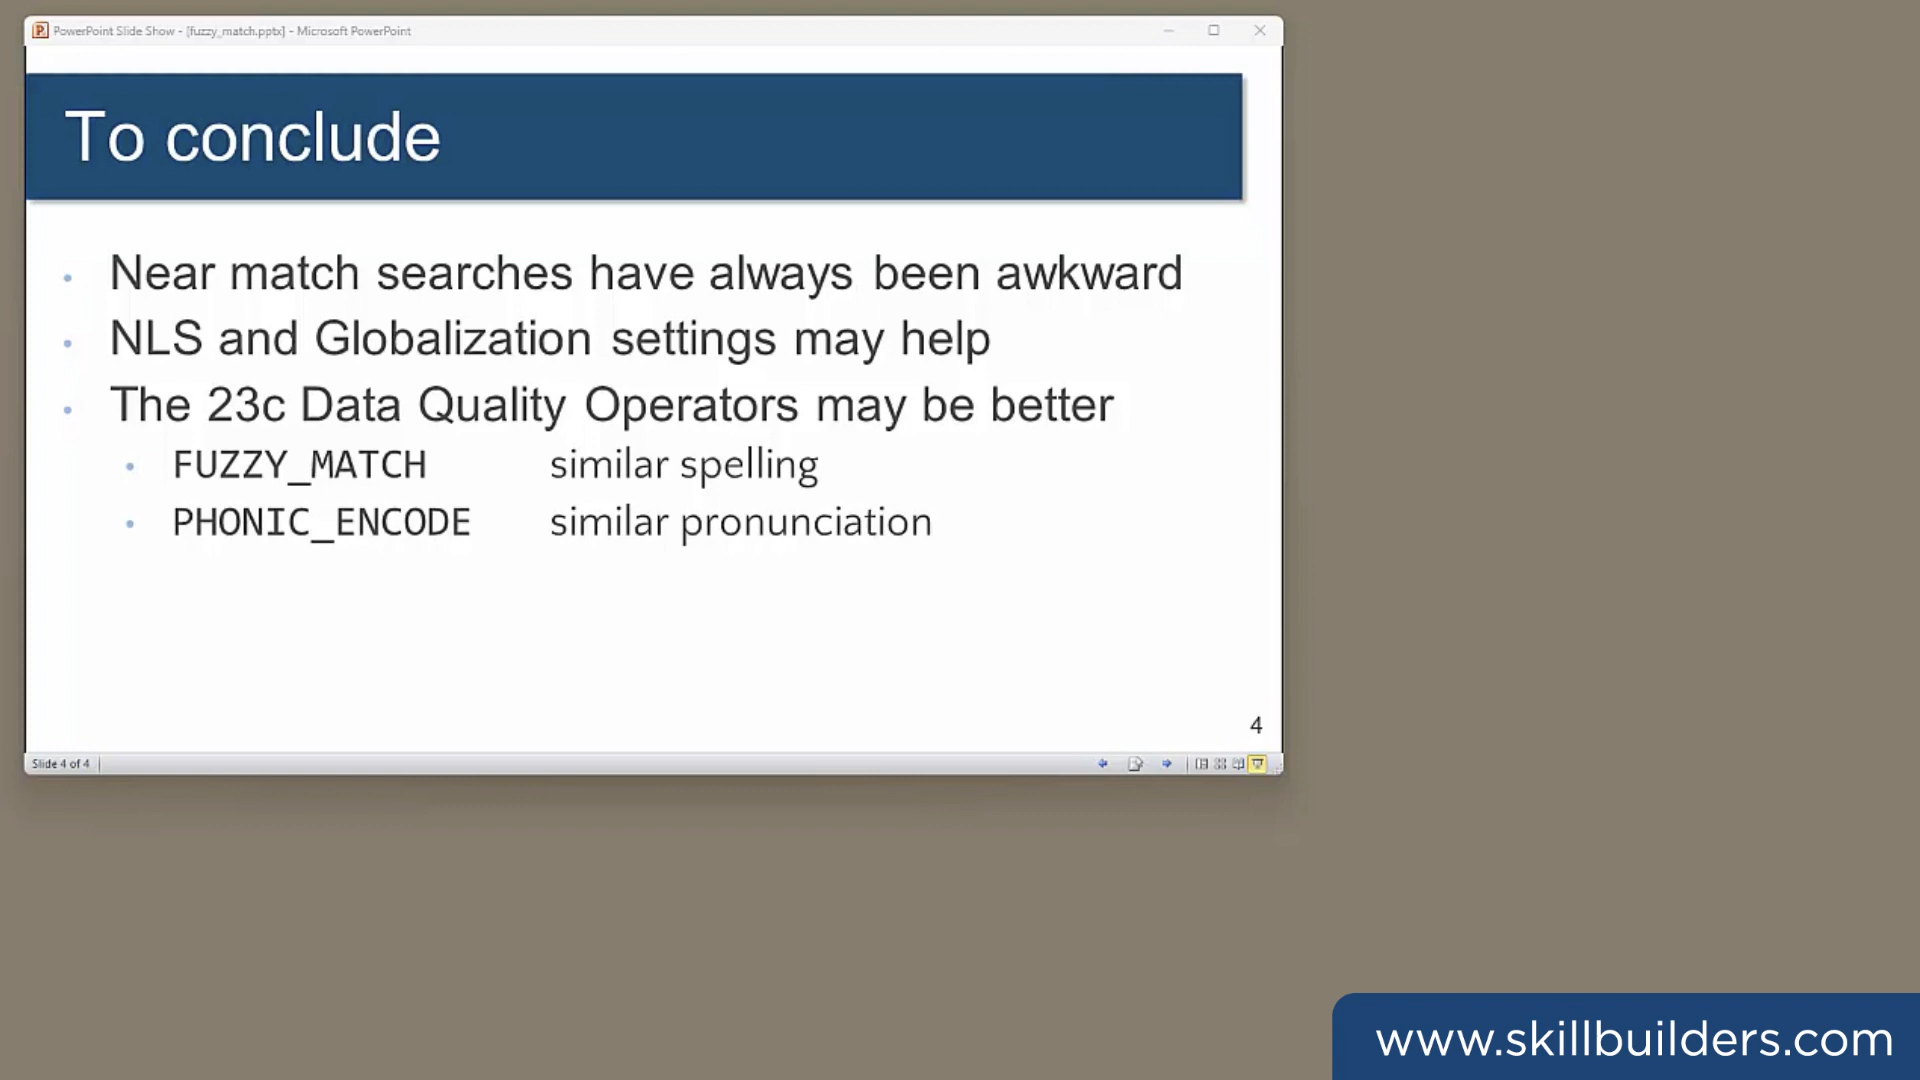 PowerPoint Slide Show - [fuzzy_match.pptx] - Microsoft PowerPoint
To conclude
• Near match searches have always been awkward
• NLS and Globalization settings may help
• The 23c Data Quality Operators may be better
• FUZZY_MATCH similar spelling
• PHONIC_ENCODE similar pronunciation
4
Slide 4 of 4
www.skillbuilders.com